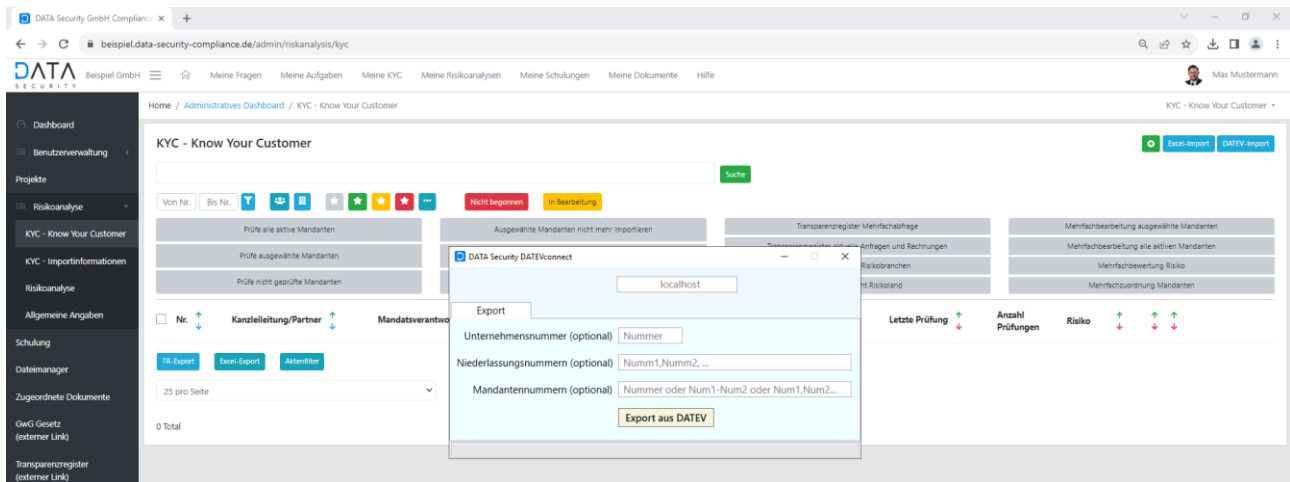 DATA Security GmbH Complianc
beispiel.data-security-compliance.de/admin/riskanalysis/kyc
DATA
SECURITY
Beispiel GmbH
Meine Fragen
Meine Aufgaben
Meine KYC
Meine Risikoanalysen
Meine Schulungen
Meine Dokumente
Hilfe
Max Mustermann
Home / Administratives Dashboard / KYC - Know Your Customer
KYC - Know Your Customer
Dashboard
Benutzerverwaltung
Projekte
Risikoanalyse
KYC - Know Your Customer
KYC - Importinformationen
Risikoanalyse
Allgemeine Angaben
Schulung
Dateimanager
Zugeordnete Dokumente
GwG Gesetz
(externer Link)
Transparenzregister
(externer Link)
KYC - Know Your Customer
Excel-Import
DATEV-Import
Suche
Von Nr.
Bis Nr.
Nicht begonnen
In Bearbeitung
Prüfe alle aktive Mandanten
Ausgewählte Mandanten nicht mehr importieren
Transparenzregister Mehrfachabfrage
Mehrfachbearbeitung ausgewählte Mandanten
Prüfe ausgewählte Mandanten
Anfragen und Rechnungen
Mehrfachbearbeitung alle aktiven Mandanten
Risikobranchen
Mehrfachbewertung Risiko
Prüfe nicht geprüfte Mandanten
Risikoland
Mehrfachzuordnung Mandanten
Nr.
Kanzleileitung/Partner
Mandatsverantwo
Letzte Prüfung
Anzahl
Prüfungen
Risiko
TR-Export
Excel-Export
Aktenfilter
25 pro Seite
0 Total
DATA Security DATEVconnect
localhost
Export
Unternehmensnummer (optional)
Nummer
Niederlassungsnummern (optional)
Numm1,Numm2, ...
Mandantennummern (optional)
Nummer oder Num1-Num2 oder Num1,Num2...
Export aus DATEV